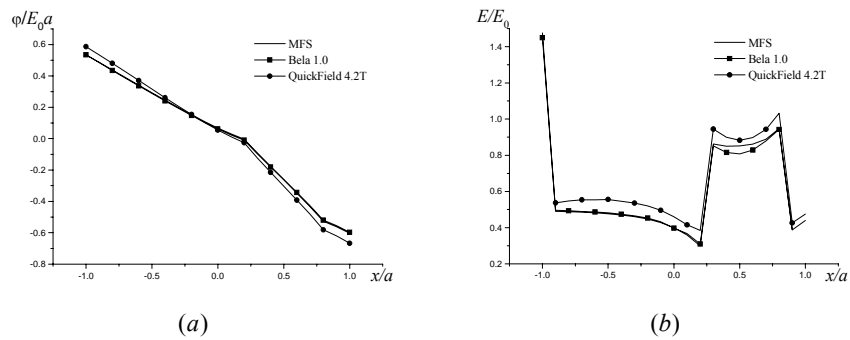 φ/E₀a
0.6
0.4
0.2
0.0
-0.2
-0.4
-0.6
-0.8
-1.0 -0.5 0.0 0.5 1.0 x/a
MFS
Bela 1.0
QuickField 4.2T
(a)
E/E₀
1.4
1.2
1.0
0.8
0.6
0.4
0.2
-1.0 -0.5 0.0 0.5 1.0 x/a
MFS
Bela 1.0
QuickField 4.2T
(b)